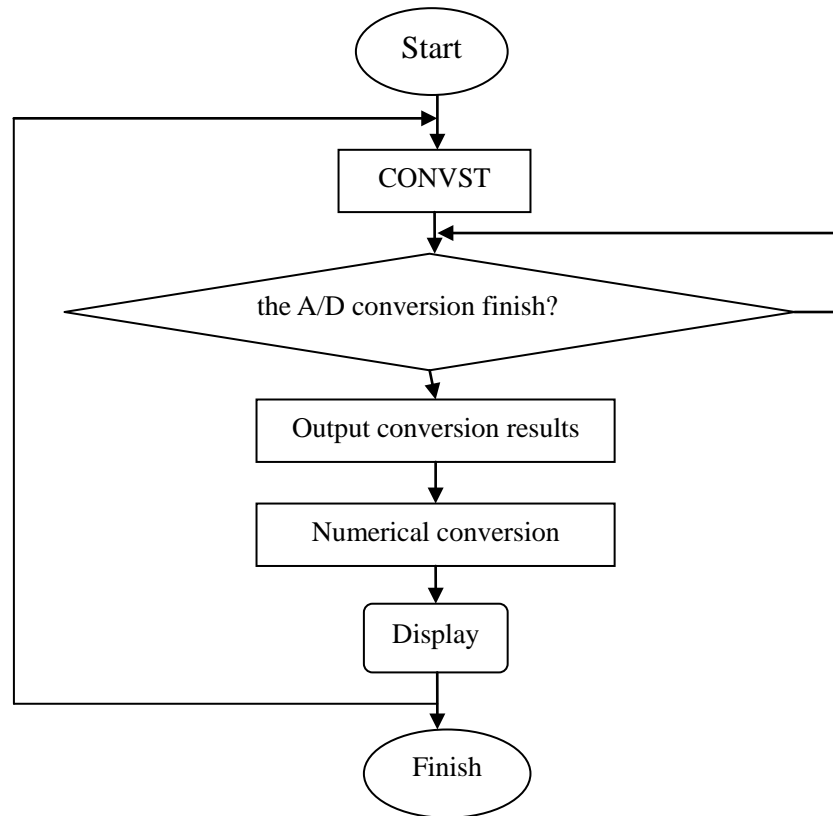 Start
CONVST
the A/D conversion finish?
Output conversion results
Numerical conversion
Display
Finish